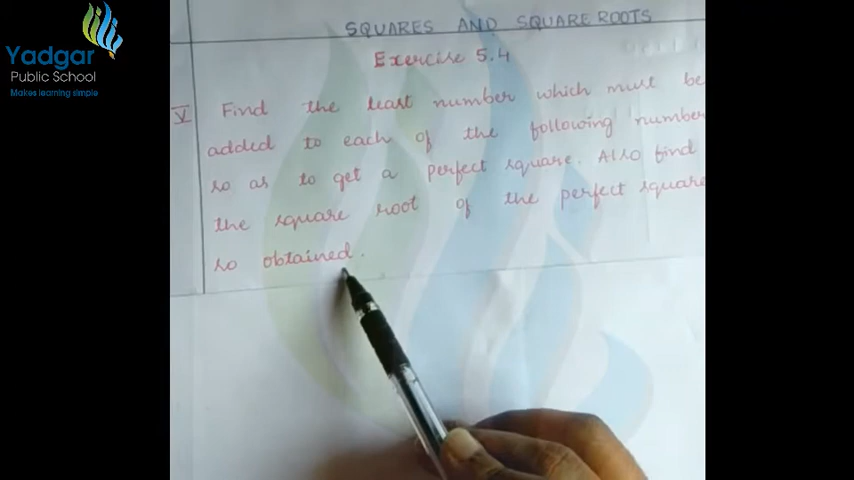 Yadgar
Public School
Makes learning simple
SQUARES AND SQUARE ROOTS
Exercise 5.4
V Find the least number which must be
added to each of the following number
so as to get a perfect square. Also find
the square root of the perfect square
so obtained.